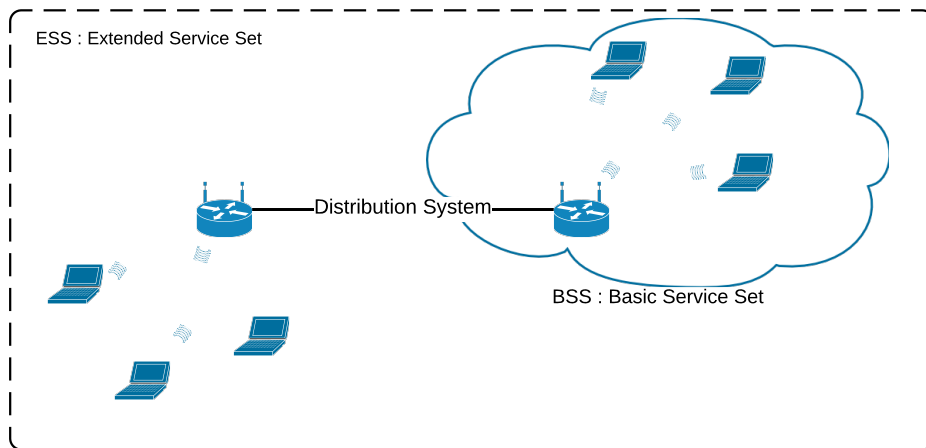 ESS : Extended Service Set
Distribution System
BSS : Basic Service Set